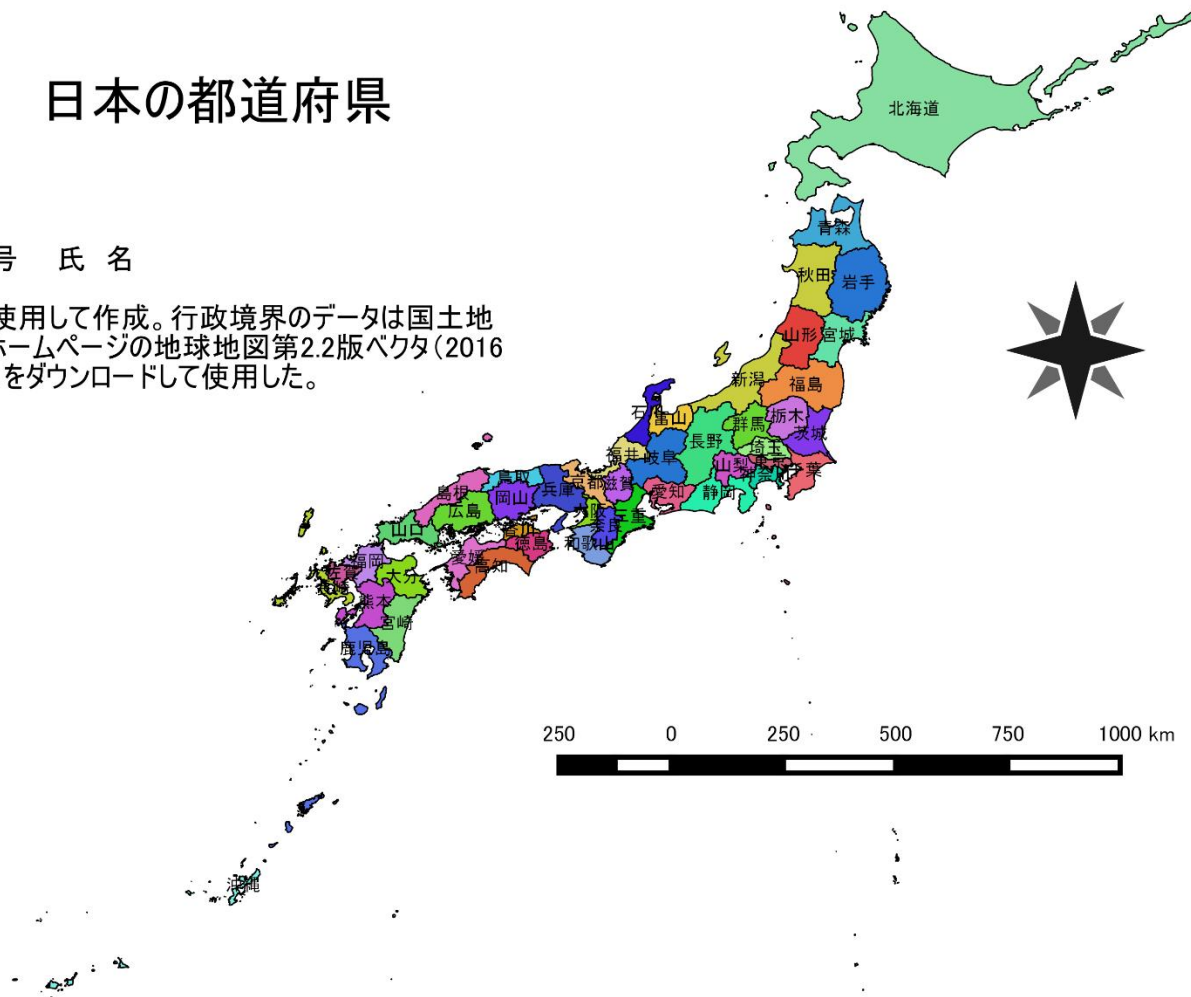 日本の都道府県
号 氏 名
使用して作成。行政境界のデータは国土地
ホームページの地球地図第2.2版ベクタ(2016
をダウンロードして使用した。
北海道
青森
秋田
岩手
山形
宮城
新潟
福島
富山
群馬
栃木
茨城
長野
埼玉
福井
岐阜
山梨
千葉
鳥取
兵庫
京都
滋賀
愛知
静岡
島根
岡山
広島
三重
奈良
山口
香川
徳島
和歌山
愛媛
高知
福岡
佐賀
大分
長崎
熊本
宮崎
鹿児島
250 0 250 500 750 1000 km
沖縄